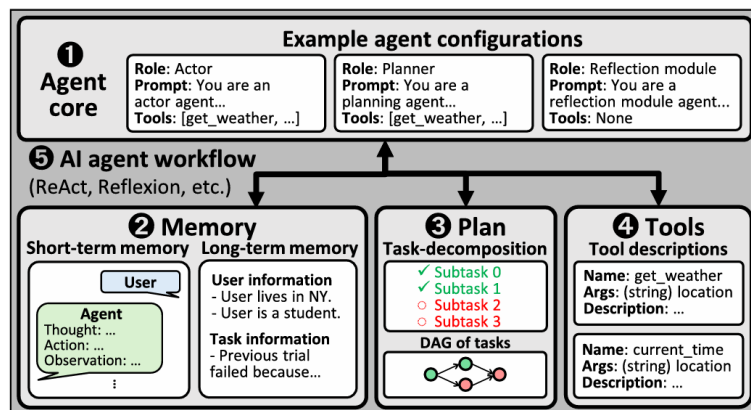 Example agent configurations
❶
Agent
core
Role: Actor
Prompt: You are an
actor agent...
Tools: [get_weather, ...]
Role: Planner
Prompt: You are a
planning agent...
Tools: [get_weather, ...]
Role: Reflection module
Prompt: You are a
reflection module agent...
Tools: None
❺ AI agent workflow
(ReAct, Reflexion, etc.)
❷ Memory
Short-term memory
User
Agent
Thought: ...
Action: ...
Observation: ...
⋮
Long-term memory
User information
- User lives in NY.
- User is a student.
Task information
- Previous trial
failed because...
❸ Plan
Task-decomposition
✓ Subtask 0
✓ Subtask 1
○ Subtask 2
○ Subtask 3
DAG of tasks
❹ Tools
Tool descriptions
Name: get_weather
Args: (string) location
Description: ...
Name: current_time
Args: (string) location
Description: ...